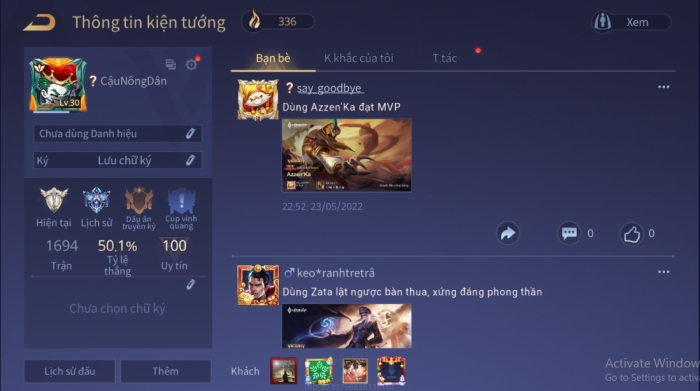 Thông tin kiện tướng
336
Xem
Bạn bè
K.khắc của tôi
T.tác
? CậuNôngDân
Lv.30
Chưa dùng Danh hiệu
Ký Lưu chữ ký
Hiện tại
Lịch sử
Dấu ấn truyền kỳ
Cup vinh quang
1694
50.1%
100
Trận
Tỷ lệ thắng
Uy tín
Chưa chọn chữ ký
Lịch sử đấu
Thêm
? say_goodbye_
Dùng Azzen'Ka đạt MVP
Azzen'Ka
22:52: 23/05/2022
0
0
keo*ranhtretrâ
Dùng Zata lật ngược bàn thua, xứng đáng phong thần
Khách
Activate Window
Go to Settings to activ